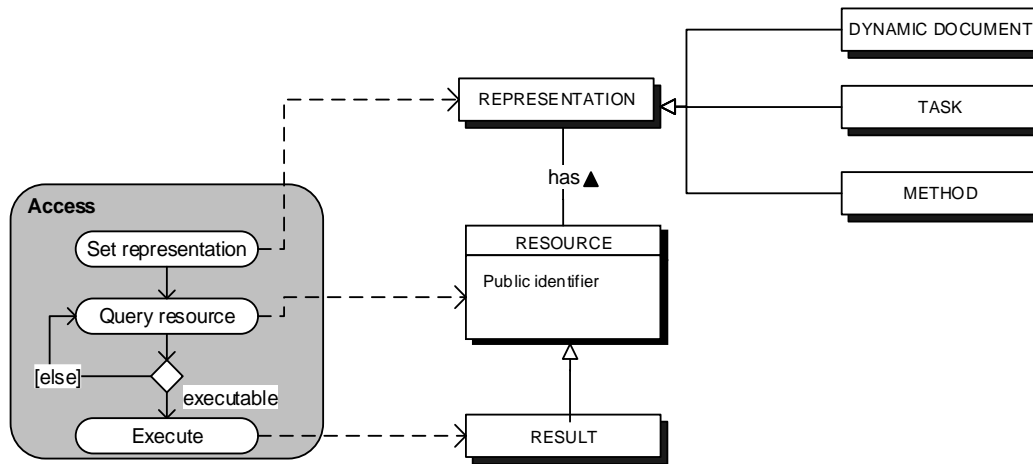 DYNAMIC DOCUMENT
REPRESENTATION
TASK
has
METHOD
Access
Set representation
RESOURCE
Public identifier
Query resource
[else]
executable
Execute
RESULT